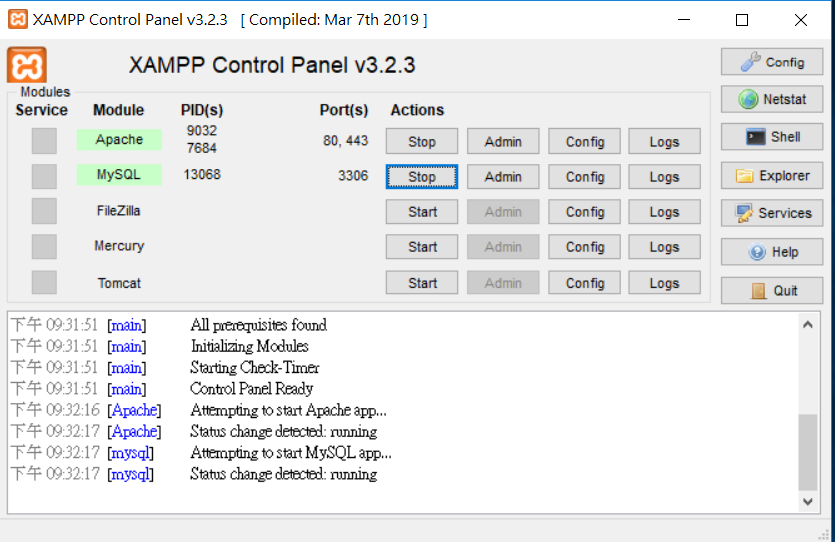 XAMPP Control Panel v3.2.3 [ Compiled: Mar 7th 2019 ]
XAMPP Control Panel v3.2.3
Config
Modules
Service Module PID(s) Port(s) Actions
Netstat
Apache 9032 7684 80, 443 Stop Admin Config Logs
Shell
MySQL 13068 3306 Stop Admin Config Logs
Explorer
FileZilla Start Admin Config Logs
Services
Mercury Start Admin Config Logs
Help
Tomcat Start Admin Config Logs
Quit
下午 09:31:51 [main] All prerequisites found
下午 09:31:51 [main] Initializing Modules
下午 09:31:51 [main] Starting Check-Timer
下午 09:31:51 [main] Control Panel Ready
下午 09:32:16 [Apache] Attempting to start Apache app...
下午 09:32:17 [Apache] Status change detected: running
下午 09:32:17 [mysql] Attempting to start MySQL app...
下午 09:32:17 [mysql] Status change detected: running